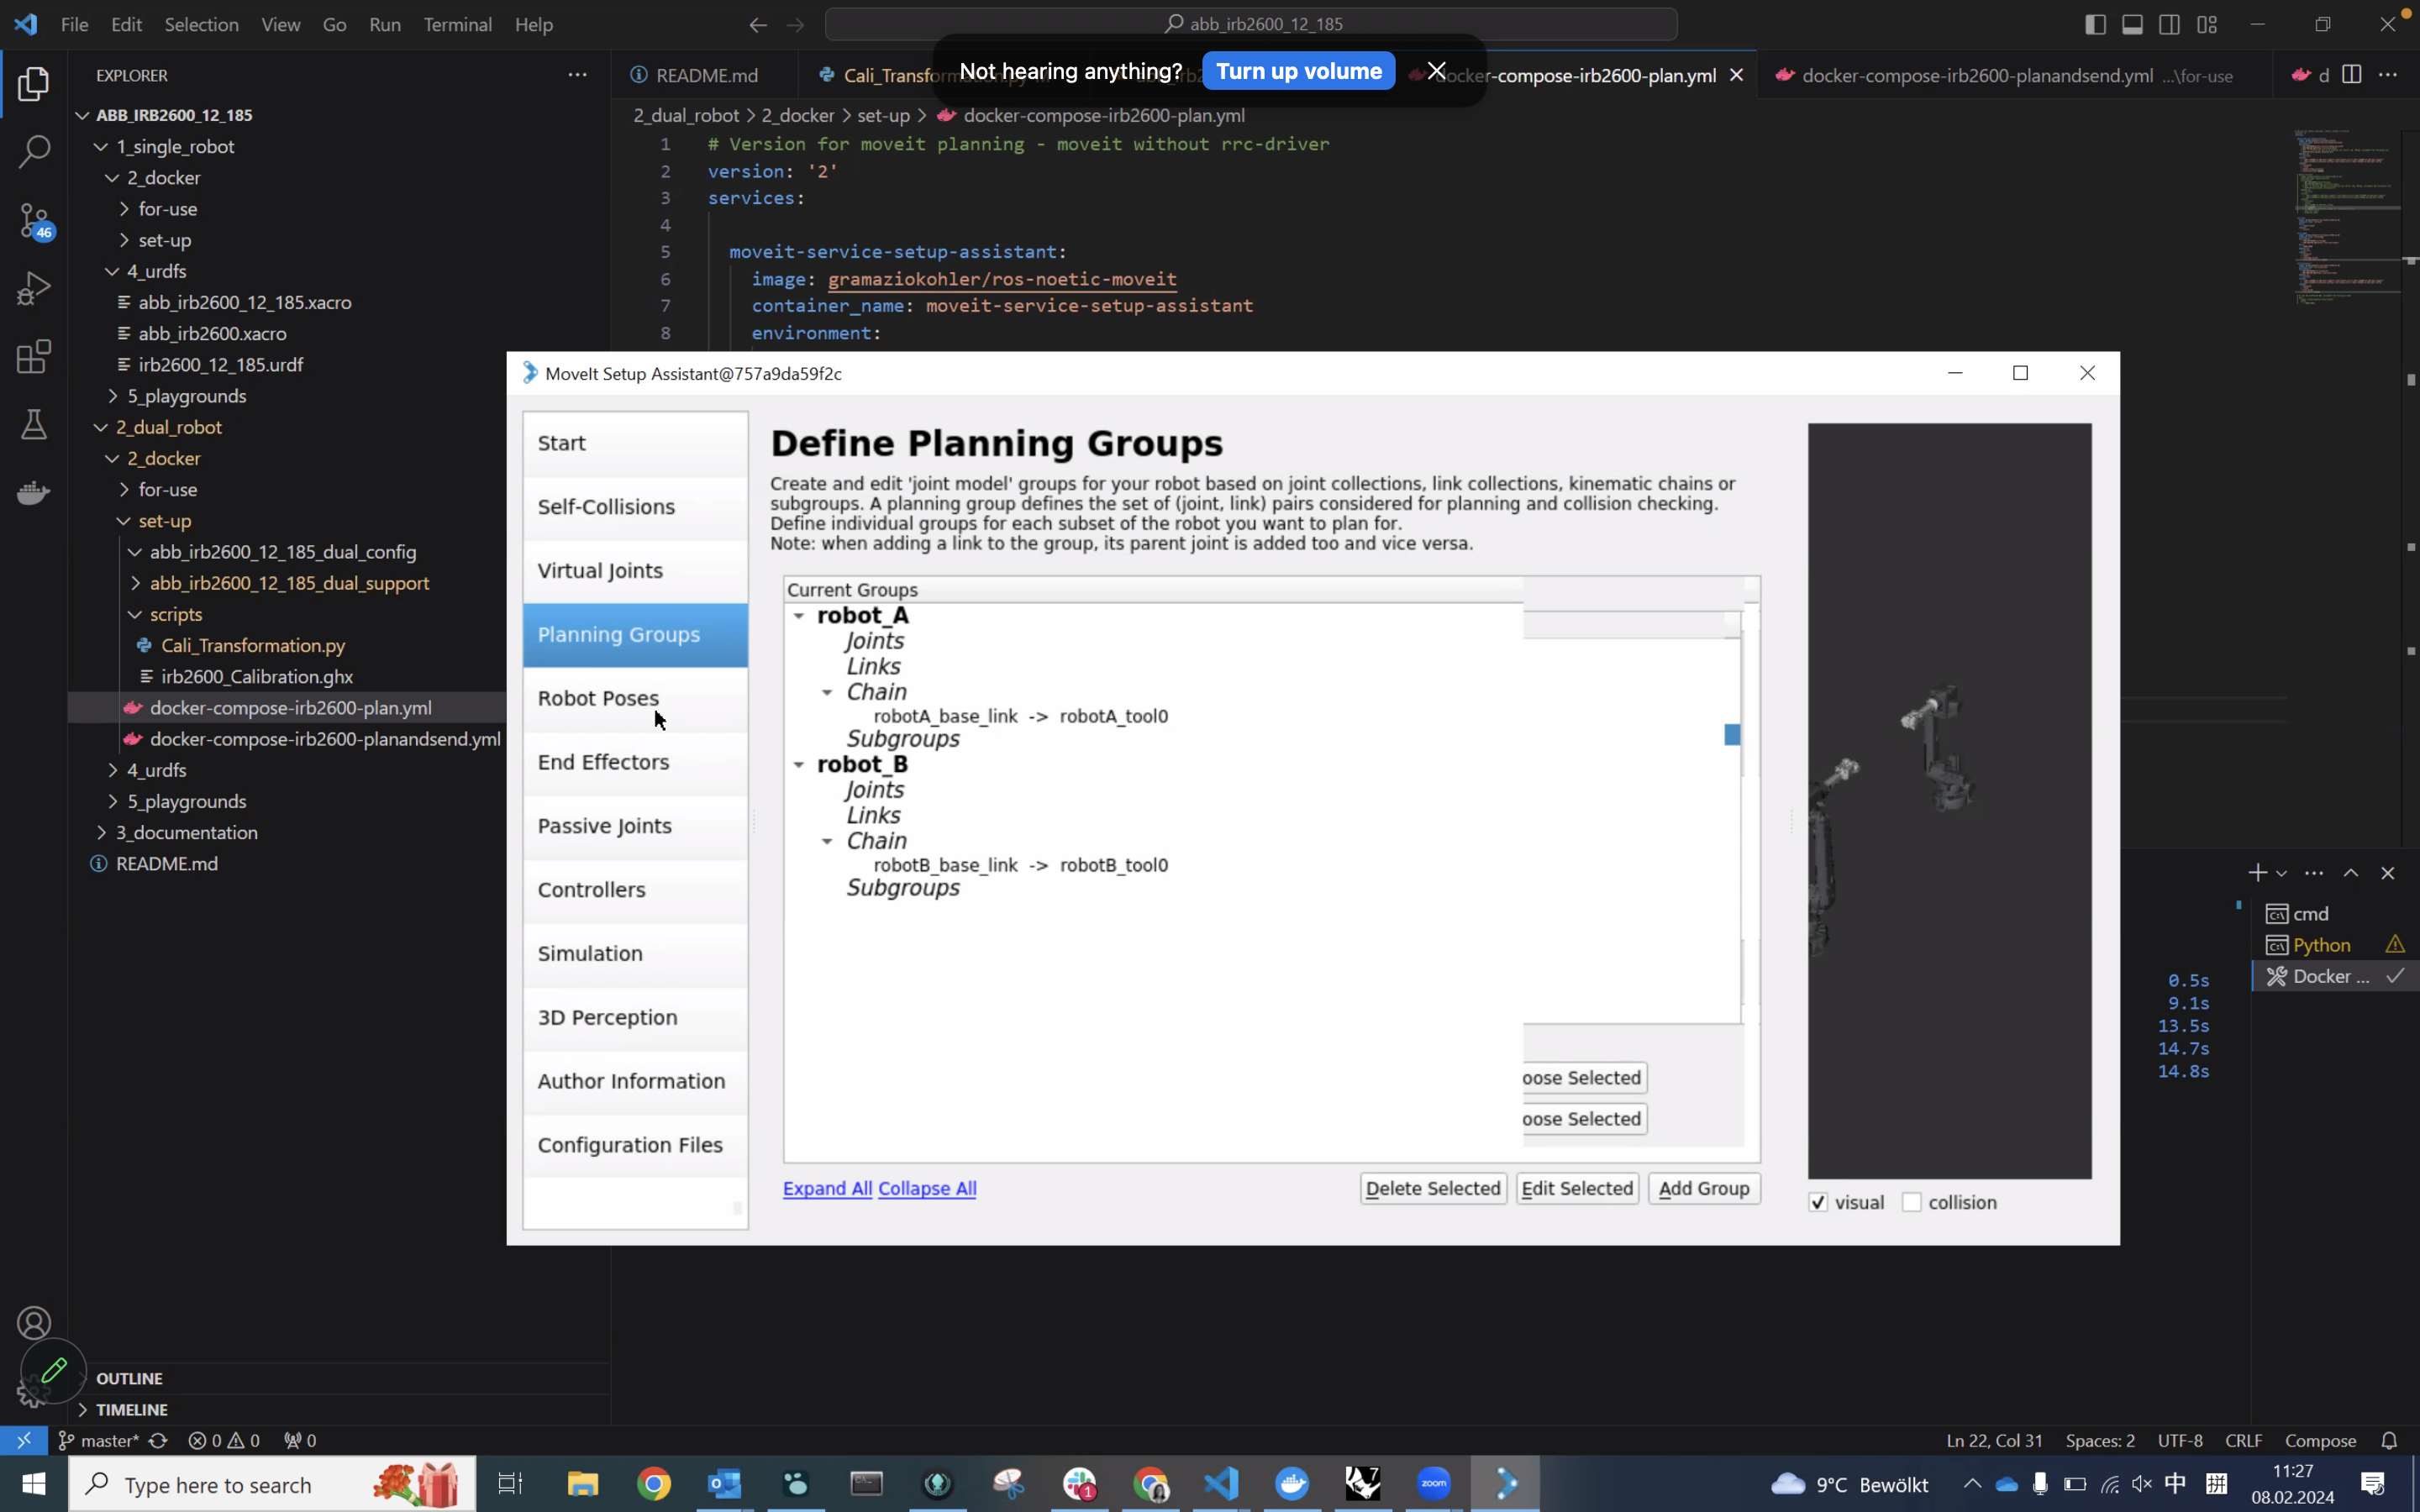 File Edit Selection View Go Run Terminal Help
abb_irb2600_12_185
Not hearing anything? Turn up volume
EXPLORER
README.md
docker-compose-irb2600-plan.yml
docker-compose-irb2600-planandsend.yml ...\for-use
d
2_dual_robot > 2_docker > set-up > docker-compose-irb2600-plan.yml
ABB_IRB2600_12_185
1_single_robot
2_docker
for-use
set-up
4_urdfs
abb_irb2600_12_185.xacro
abb_irb2600.xacro
irb2600_12_185.urdf
5_playgrounds
2_dual_robot
2_docker
for-use
set-up
abb_irb2600_12_185_dual_config
abb_irb2600_12_185_dual_support
scripts
Cali_Transformation.py
irb2600_Calibration.ghx
docker-compose-irb2600-plan.yml
docker-compose-irb2600-planandsend.yml
4_urdfs
5_playgrounds
3_documentation
README.md
46
1 # Version for moveit planning - moveit without rrc-driver
2 version: '2'
3 services:
4
5 moveit-service-setup-assistant:
6 image: gramaziokohler/ros-noetic-moveit
7 container_name: moveit-service-setup-assistant
8 environment:
MoveIt Setup Assistant@757a9da59f2c
Start
Self-Collisions
Virtual Joints
Planning Groups
Robot Poses
End Effectors
Passive Joints
Controllers
Simulation
3D Perception
Author Information
Configuration Files
Define Planning Groups
Create and edit 'joint model' groups for your robot based on joint collections, link collections, kinematic chains or
subgroups. A planning group defines the set of (joint, link) pairs considered for planning and collision checking.
Define individual groups for each subset of the robot you want to plan for.
Note: when adding a link to the group, its parent joint is added too and vice versa.
Current Groups
robot_A
Joints
Links
Chain
robotA_base_link -> robotA_tool0
Subgroups
robot_B
Joints
Links
Chain
robotB_base_link -> robotB_tool0
Subgroups
oose Selected
oose Selected
Expand All Collapse All
Delete Selected Edit Selected Add Group
visual collision
cmd
Python
Docker ...
0.5s
9.1s
13.5s
14.7s
14.8s
OUTLINE
TIMELINE
master* 0 0 0
Ln 22, Col 31 Spaces: 2 UTF-8 CRLF Compose
Type here to search
1
7
zoom
9°C Bewölkt
中 拼
11:27
08.02.2024